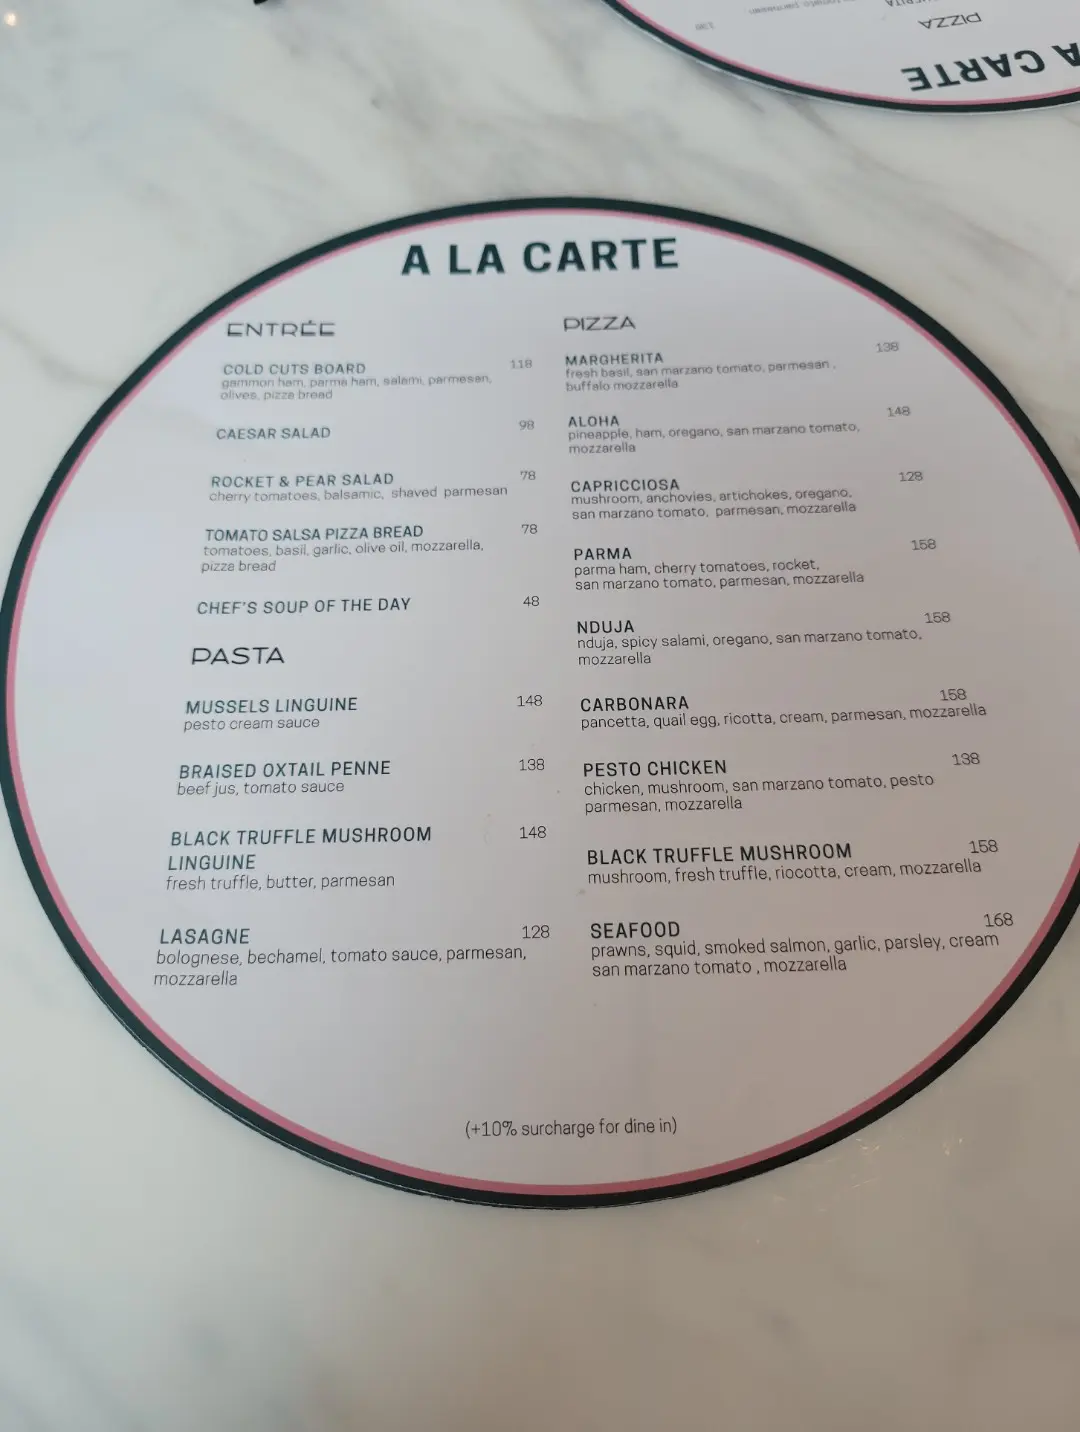 A LA CARTE
ENTRÉE
COLD CUTS BOARD 118
gammon ham, parma ham, salami, parmesan,
olives, pizza bread
CAESAR SALAD 98
ROCKET & PEAR SALAD 78
cherry tomatoes, balsamic, shaved parmesan
TOMATO SALSA PIZZA BREAD 78
tomatoes, basil, garlic, olive oil, mozzarella,
pizza bread
CHEF'S SOUP OF THE DAY 48
PASTA
MUSSELS LINGUINE 148
pesto cream sauce
BRAISED OXTAIL PENNE 138
beef jus, tomato sauce
BLACK TRUFFLE MUSHROOM 148
LINGUINE
fresh truffle, butter, parmesan
LASAGNE 128
bolognese, bechamel, tomato sauce, parmesan,
mozzarella
PIZZA
MARGHERITA 138
fresh basil, san marzano tomato, parmesan ,
buffalo mozzarella
ALOHA 148
pineapple, ham, oregano, san marzano tomato,
mozzarella
CAPRICCIOSA 128
mushroom, anchovies, artichokes, oregano,
san marzano tomato, parmesan, mozzarella
PARMA 158
parma ham, cherry tomatoes, rocket,
san marzano tomato, parmesan, mozzarella
NDUJA 158
nduja, spicy salami, oregano, san marzano tomato,
mozzarella
CARBONARA 158
pancetta, quail egg, ricotta, cream, parmesan, mozzarella
PESTO CHICKEN 138
chicken, mushroom, san marzano tomato, pesto
parmesan, mozzarella
BLACK TRUFFLE MUSHROOM 158
mushroom, fresh truffle, riocotta, cream, mozzarella
SEAFOOD 168
prawns, squid, smoked salmon, garlic, parsley, cream
san marzano tomato , mozzarella
(+10% surcharge for dine in)
A CARTE
PIZZA
tomato, parmesan
138